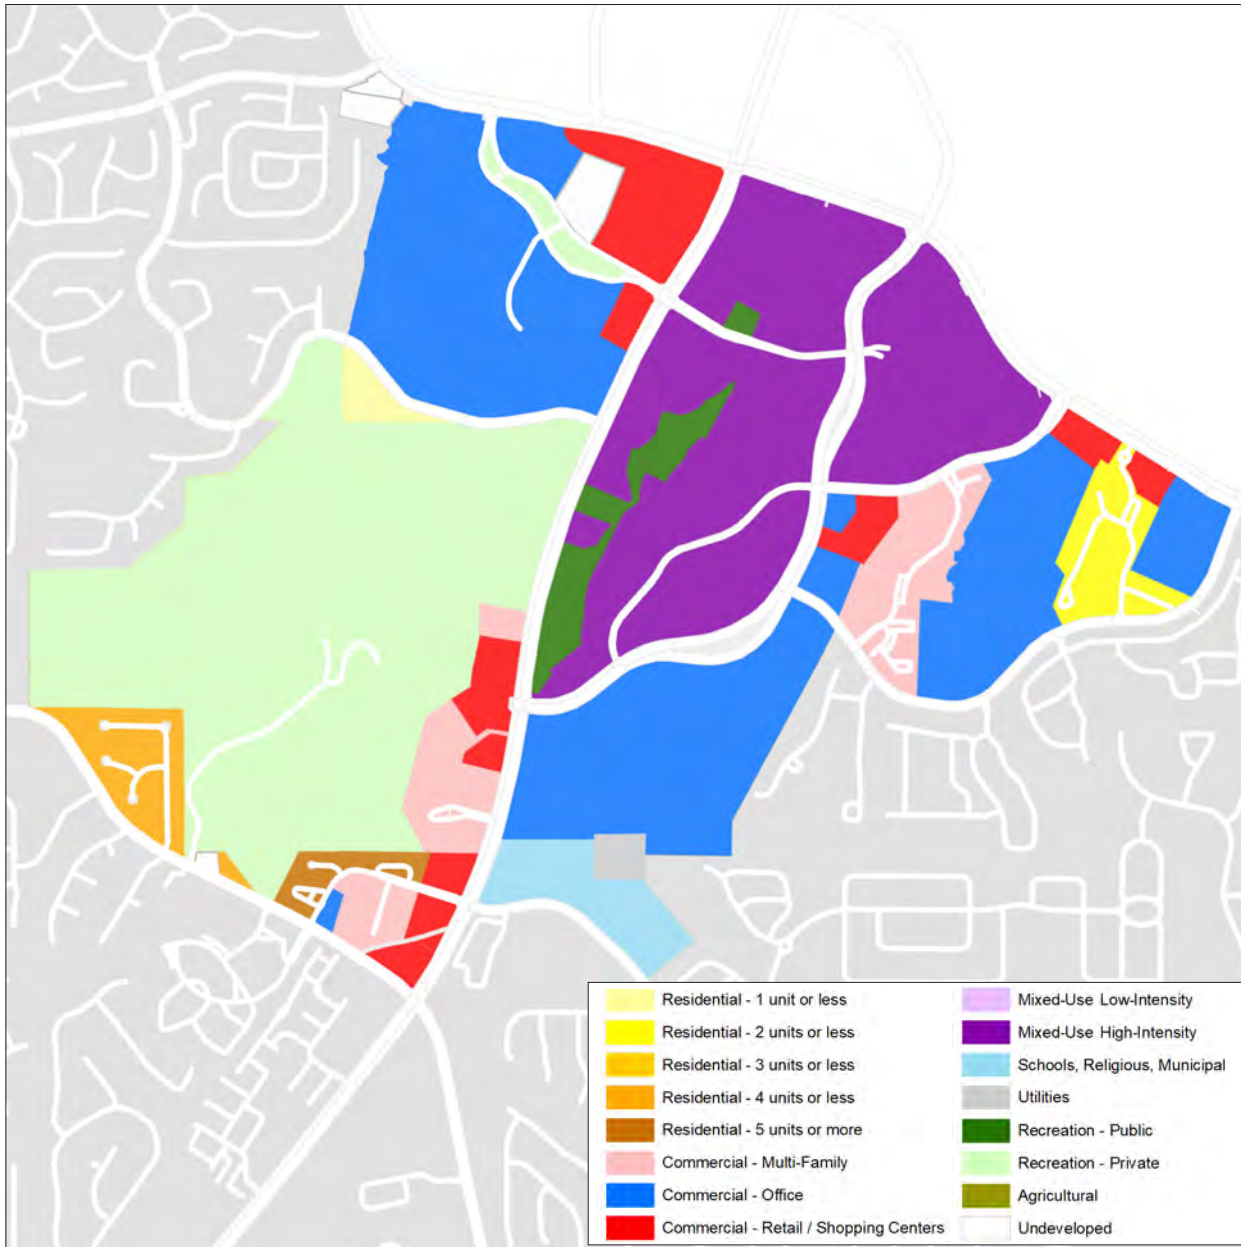 Residential - 1 unit or less
Residential - 2 units or less
Residential - 3 units or less
Residential - 4 units or less
Residential - 5 units or more
Commercial - Multi-Family
Commercial - Office
Commercial - Retail / Shopping Centers
Mixed-Use Low-Intensity
Mixed-Use High-Intensity
Schools, Religious, Municipal
Utilities
Recreation - Public
Recreation - Private
Agricultural
Undeveloped